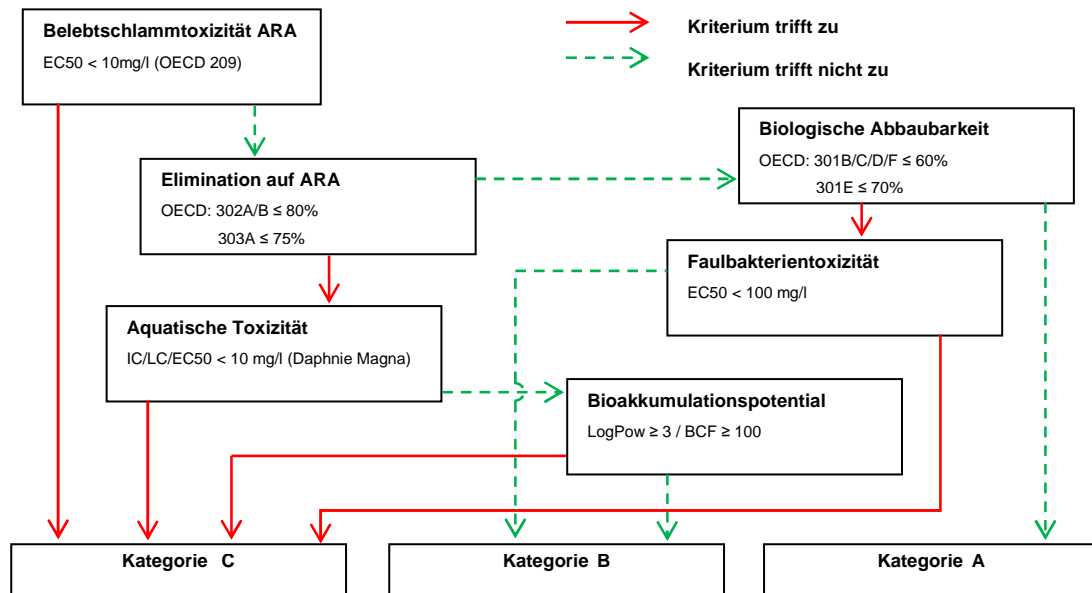 Belebtschlammtoxizität ARA
EC50 < 10mg/l (OECD 209)
Kriterium trifft zu
Kriterium trifft nicht zu
Biologische Abbaubarkeit
OECD: 301B/C/D/F ≤ 60%
301E ≤ 70%
Elimination auf ARA
OECD: 302A/B ≤ 80%
303A ≤ 75%
Faulbakterientoxizität
EC50 < 100 mg/l
Aquatische Toxizität
IC/LC/EC50 < 10 mg/l (Daphnie Magna)
Bioakkumulationspotential
LogPow ≥ 3 / BCF ≥ 100
Kategorie C
Kategorie B
Kategorie A